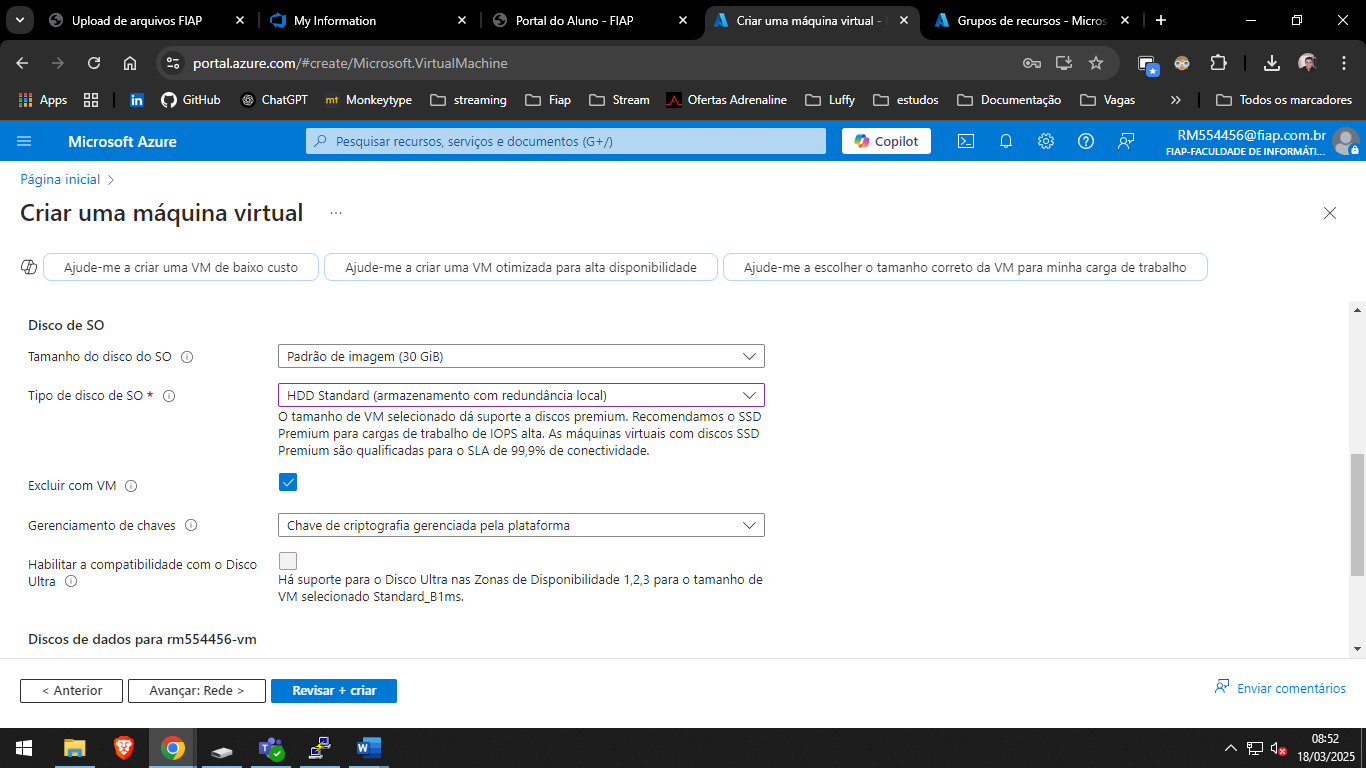 Upload de arquivos FIAP
My Information
Portal do Aluno - FIAP
Criar uma máquina virtual -
Grupos de recursos - Micros
portal.azure.com/#create/Microsoft.VirtualMachine
Apps
GitHub
ChatGPT
mt Monkeytype
streaming
Fiap
Stream
Ofertas Adrenaline
Luffy
estudos
Documentação
Vagas
Todos os marcadores
Microsoft Azure
Pesquisar recursos, serviços e documentos (G+/)
Copilot
RM554456@fiap.com.br
FIAP-FACULDADE DE INFORMÁTI...
Página inicial
Criar uma máquina virtual
Ajude-me a criar uma VM de baixo custo
Ajude-me a criar uma VM otimizada para alta disponibilidade
Ajude-me a escolher o tamanho correto da VM para minha carga de trabalho
Disco de SO
Tamanho do disco do SO
Padrão de imagem (30 GiB)
Tipo de disco de SO *
HDD Standard (armazenamento com redundância local)
O tamanho de VM selecionado dá suporte a discos premium. Recomendamos o SSD
Premium para cargas de trabalho de IOPS alta. As máquinas virtuais com discos SSD
Premium são qualificadas para o SLA de 99,9% de conectividade.
Excluir com VM
Gerenciamento de chaves
Chave de criptografia gerenciada pela plataforma
Habilitar a compatibilidade com o Disco
Ultra
Há suporte para o Disco Ultra nas Zonas de Disponibilidade 1,2,3 para o tamanho de
VM selecionado Standard_B1ms.
Discos de dados para rm554456-vm
< Anterior
Avançar: Rede >
Revisar + criar
Enviar comentários
08:52
18/03/2025